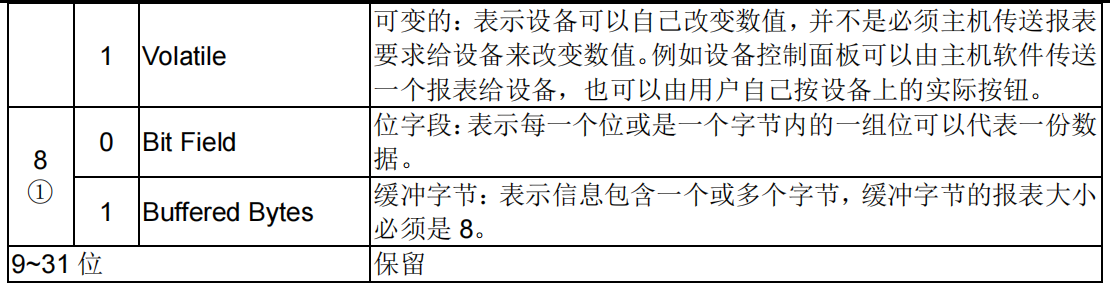 1 Volatile 可变的：表示设备可以自己改变数值，并不是必须主机传送报表
要求给设备来改变数值。例如设备控制面板可以由主机软件传送
一个报表给设备，也可以由用户自己按设备上的实际按钮。
8
①
0 Bit Field 位字段：表示每一个位或是一个字节内的一组位可以代表一份数
据。
1 Buffered Bytes 缓冲字节：表示信息包含一个或多个字节，缓冲字节的报表大小
必须是 8。
9~31 位 保留